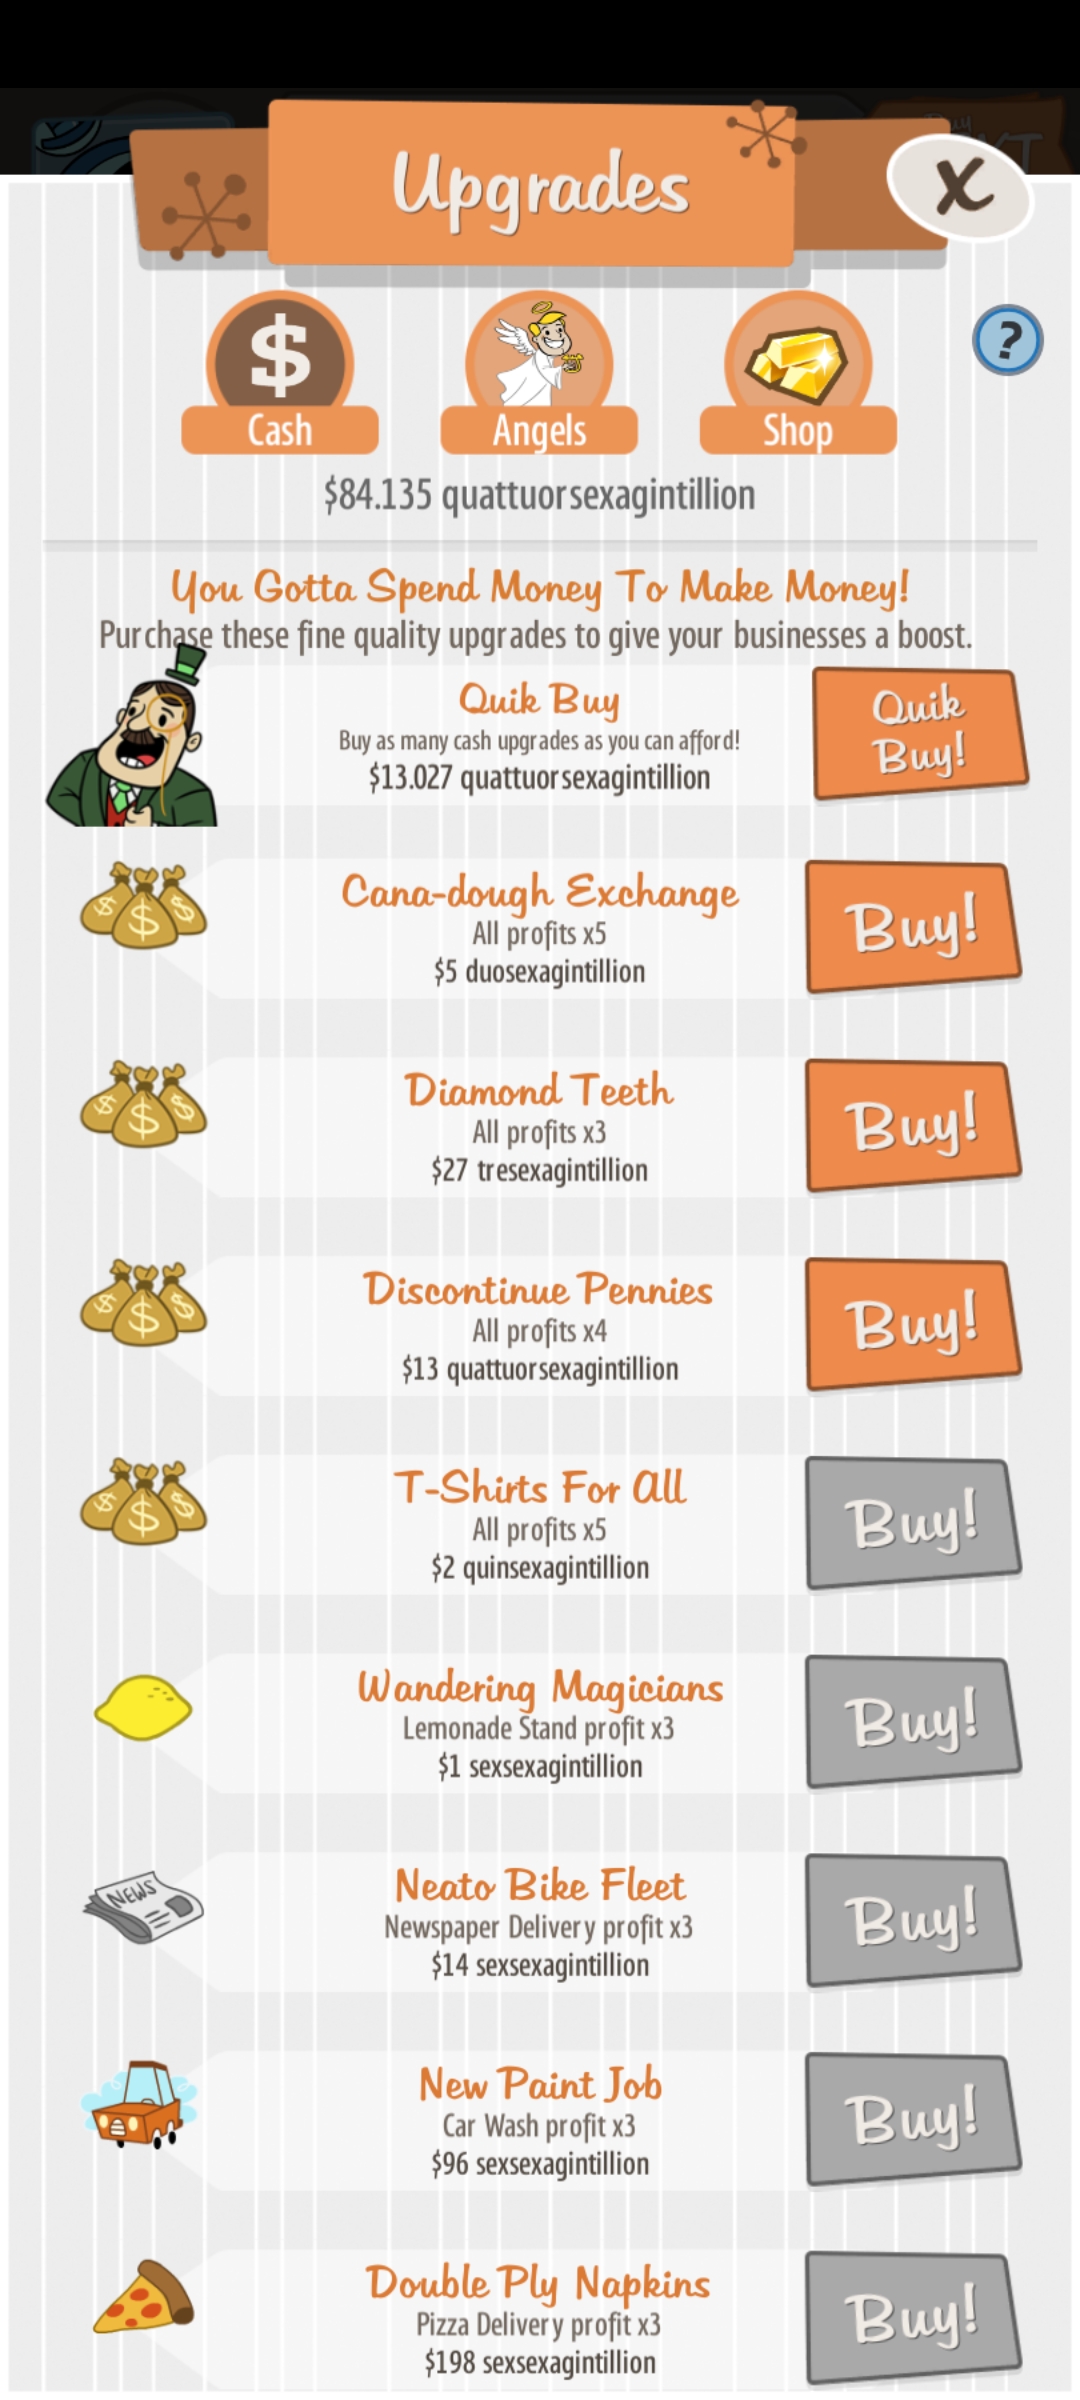 Upgrades
X
$
Cash
Angels
Shop
?
$84.135 quattuorsexagintillion
You Gotta Spend Money To Make Money!
Purchase these fine quality upgrades to give your businesses a boost.
Quik Buy
Buy as many cash upgrades as you can afford!
$13.027 quattuorsexagintillion
Quik
Buy!
Cana-dough Exchange
All profits x5
$5 duosexagintillion
Buy!
$ $ $
Diamond Teeth
All profits x3
$27 tresexagintillion
Buy!
$ $ $
Discontinue Pennies
All profits x4
$13 quattuorsexagintillion
Buy!
$ $ $
T-Shirts For All
All profits x5
$2 quinsexagintillion
Buy!
$ $ $
Wandering Magicians
Lemonade Stand profit x3
$1 sexsexagintillion
Buy!
NEWS
Neato Bike Fleet
Newspaper Delivery profit x3
$14 sexsexagintillion
Buy!
New Paint Job
Car Wash profit x3
$96 sexsexagintillion
Buy!
Double Ply Napkins
Pizza Delivery profit x3
$198 sexsexagintillion
Buy!